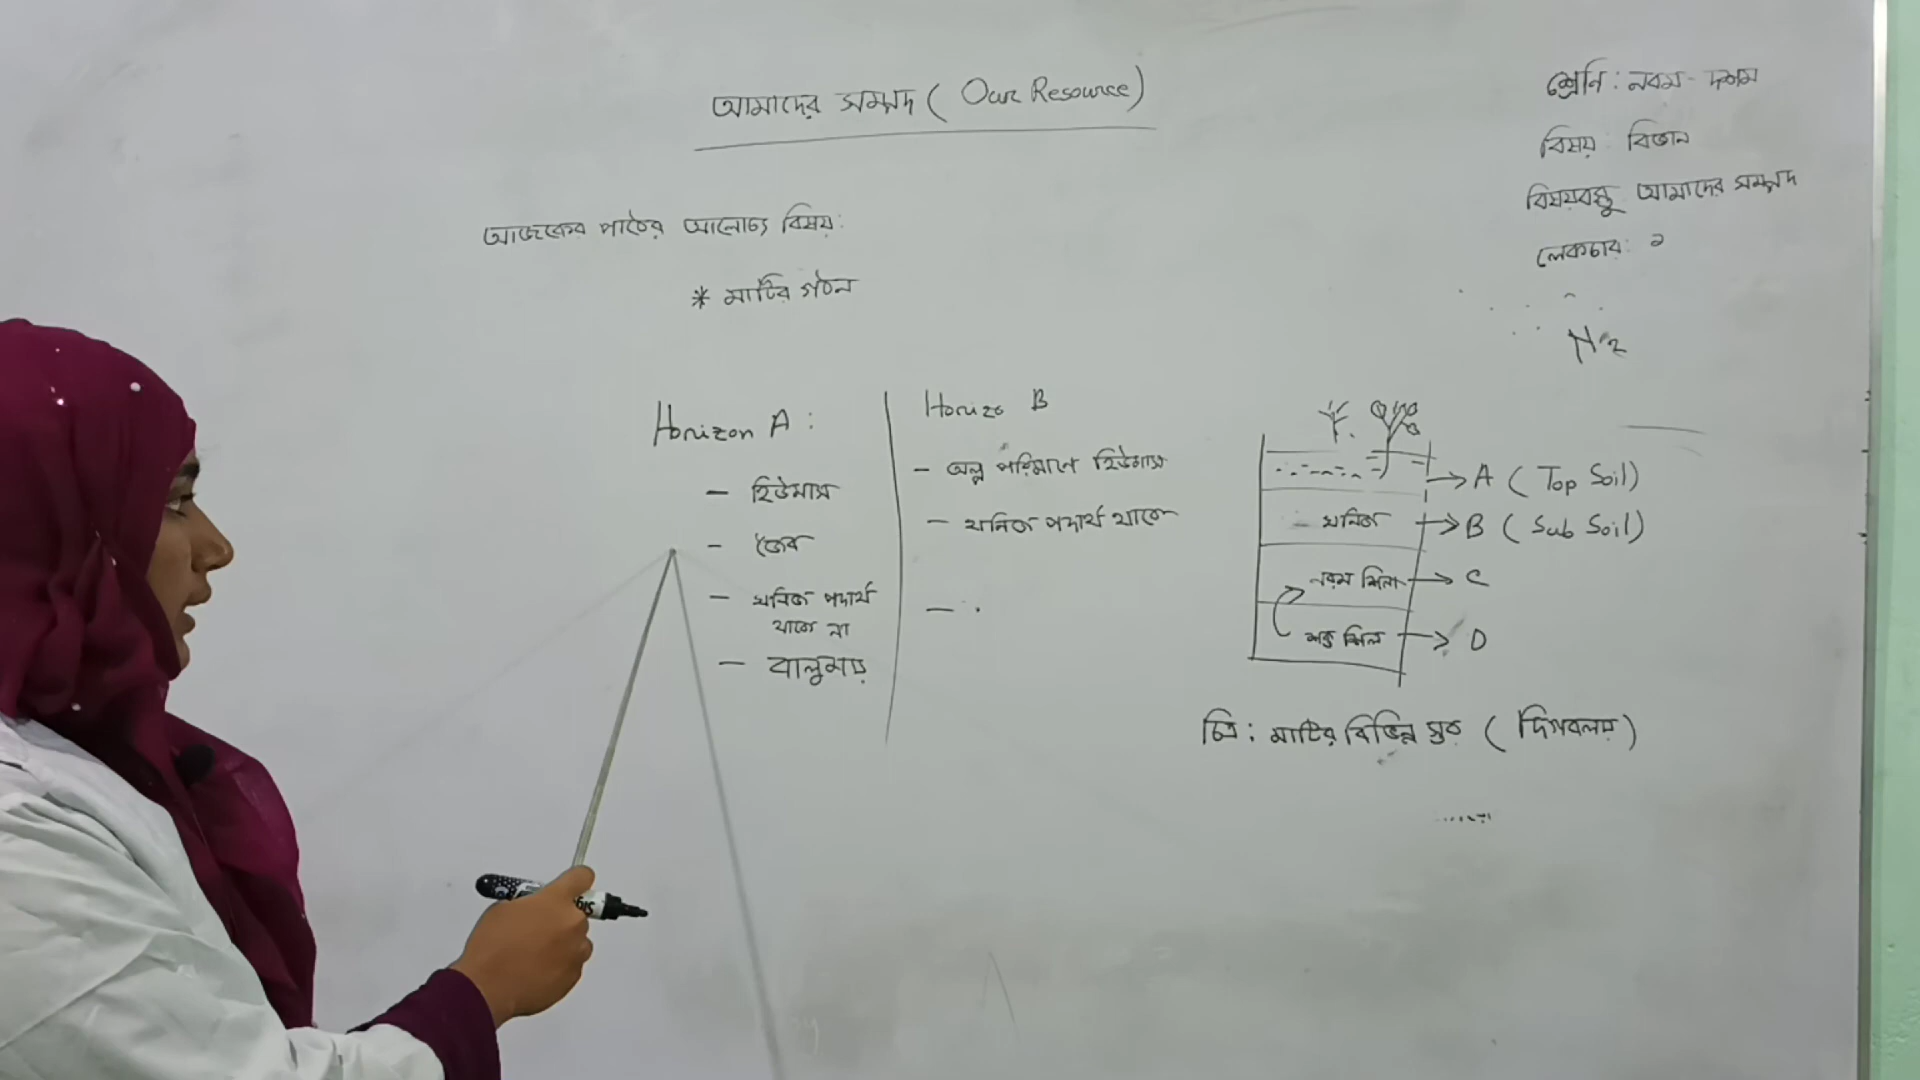 আমাদের সম্পদ ( Our Resource)
শ্রেণি : নবম - দশম
বিষয় : বিজ্ঞান
বিষয়বস্তু আমাদের সম্পদ
লেকচার: ১
আজকের পাঠের আলোচ্য বিষয়:
* মাটির গঠন
Horizon A :
- হিউমাস
- জৈব
- খনিজ পদার্থ
থাকে না
- বালুময়
Horizo B
- অল্প পরিমাণে হিউমাস
- খনিজ পদার্থ থাকে
-
→ A ( Top Soil)
খনিজ → B ( Sub Soil)
নরম শিলা → C
শক্ত শিলা → D
চিত্র : মাটির বিভিন্ন স্তর ( দিগবলয়)